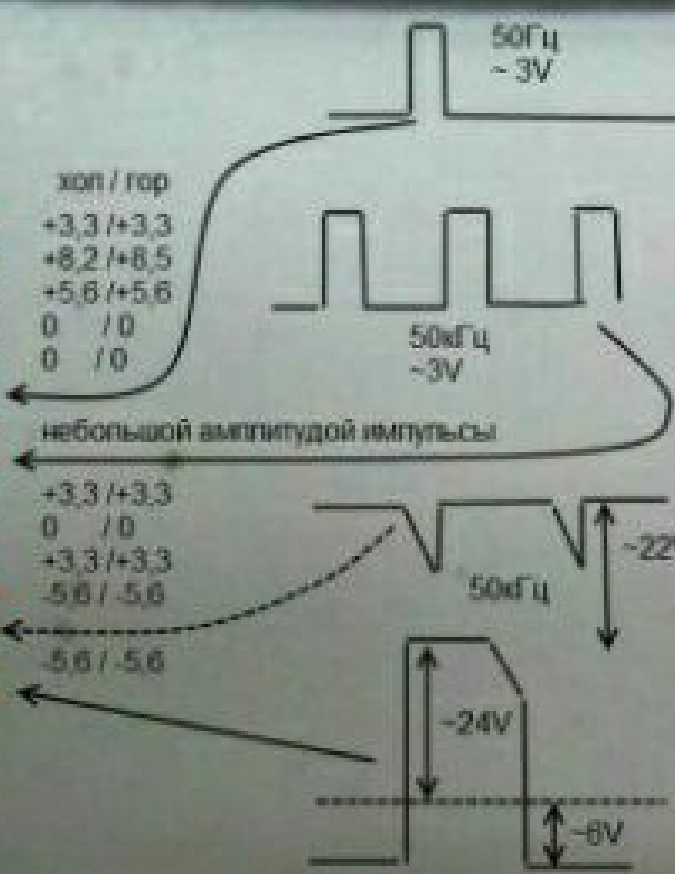 50Гц
~ 3V
хол / гор
+3,3 /+3,3
+8,2 /+8,5
+5,6 /+5,6
0 / 0
0 / 0
50кГц
~3V
небольшой амплитудой импульсы
+3,3 /+3,3
0 / 0
+3,3 /+3,3
-5,6 / -5,6
50кГц
~22
-5,6 / -5,6
~24V
~6V